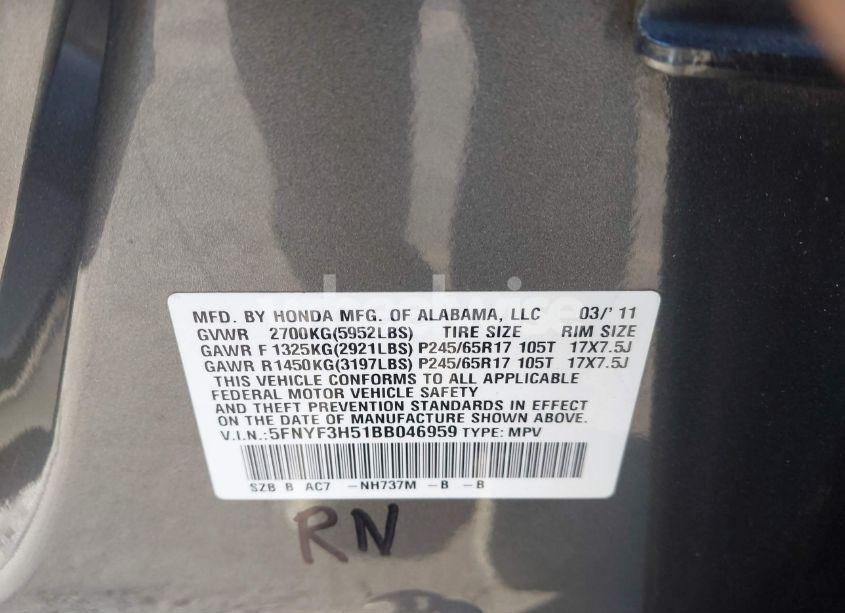 MFD. BY HONDA MFG. OF ALABAMA, LLC 03/'11
GVWR 2700KG(5952LBS) TIRE SIZE RIM SIZE
GAWR F 1325KG(2921LBS) P245/65R17 105T 17X7.5J
GAWR R1450KG(3197LBS) P245/65R17 105T 17X7.5J
THIS VEHICLE CONFORMS TO ALL APPLICABLE
FEDERAL MOTOR VEHICLE SAFETY
AND THEFT PREVENTION STANDARDS IN EFFECT
ON THE DATE OF MANUFACTURE SHOWN ABOVE.
V.I.N.:5FNYF3H51BB046959 TYPE: MPV
SZB B AC7 -NH737M -B -B
RN